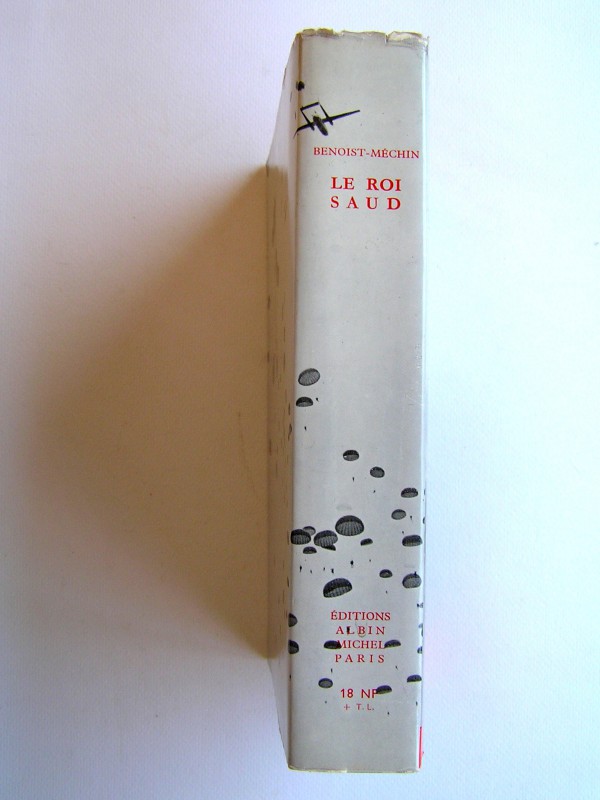 BENOIST-MÉCHIN
LE ROI
SAUD
ÉDITIONS
ALBIN
MICHEL
PARIS
18 NF
+ T.L.